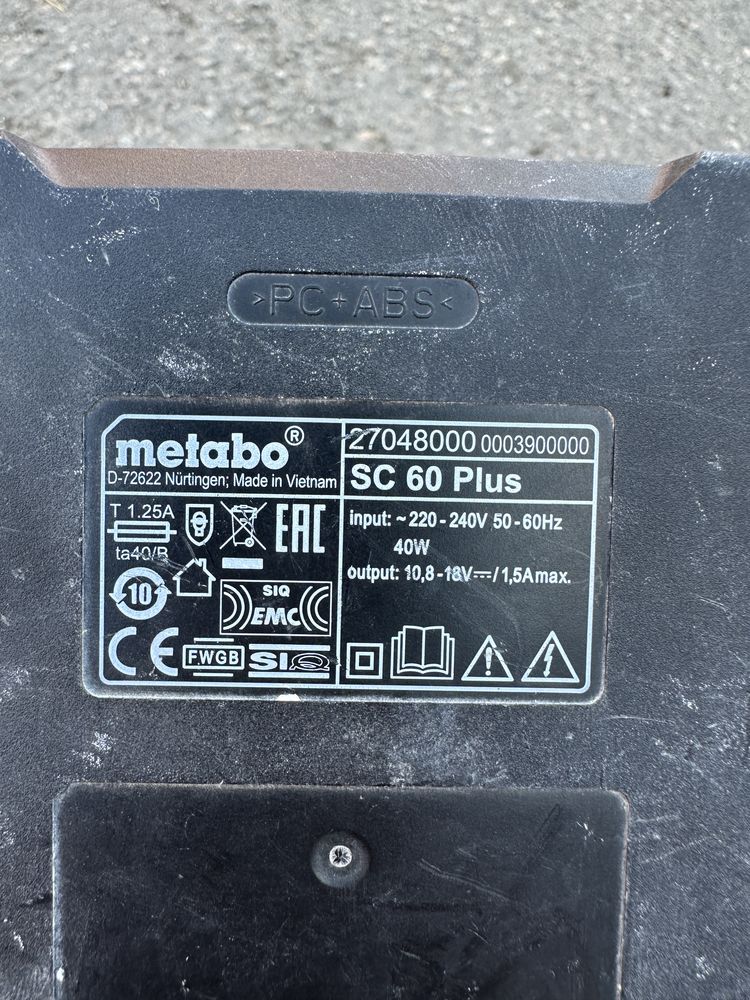 >PC+ABS<
metabo®
D-72622 Nürtingen; Made in Vietnam
27048000 0003900000
SC 60 Plus
T 1.25A
ta40/B
input: ~220-240V 50-60Hz
40W
output: 10,8-18V⎓/1,5Amax.
EAC
10
SIQ
EMC
CE
FWGB
SIQ